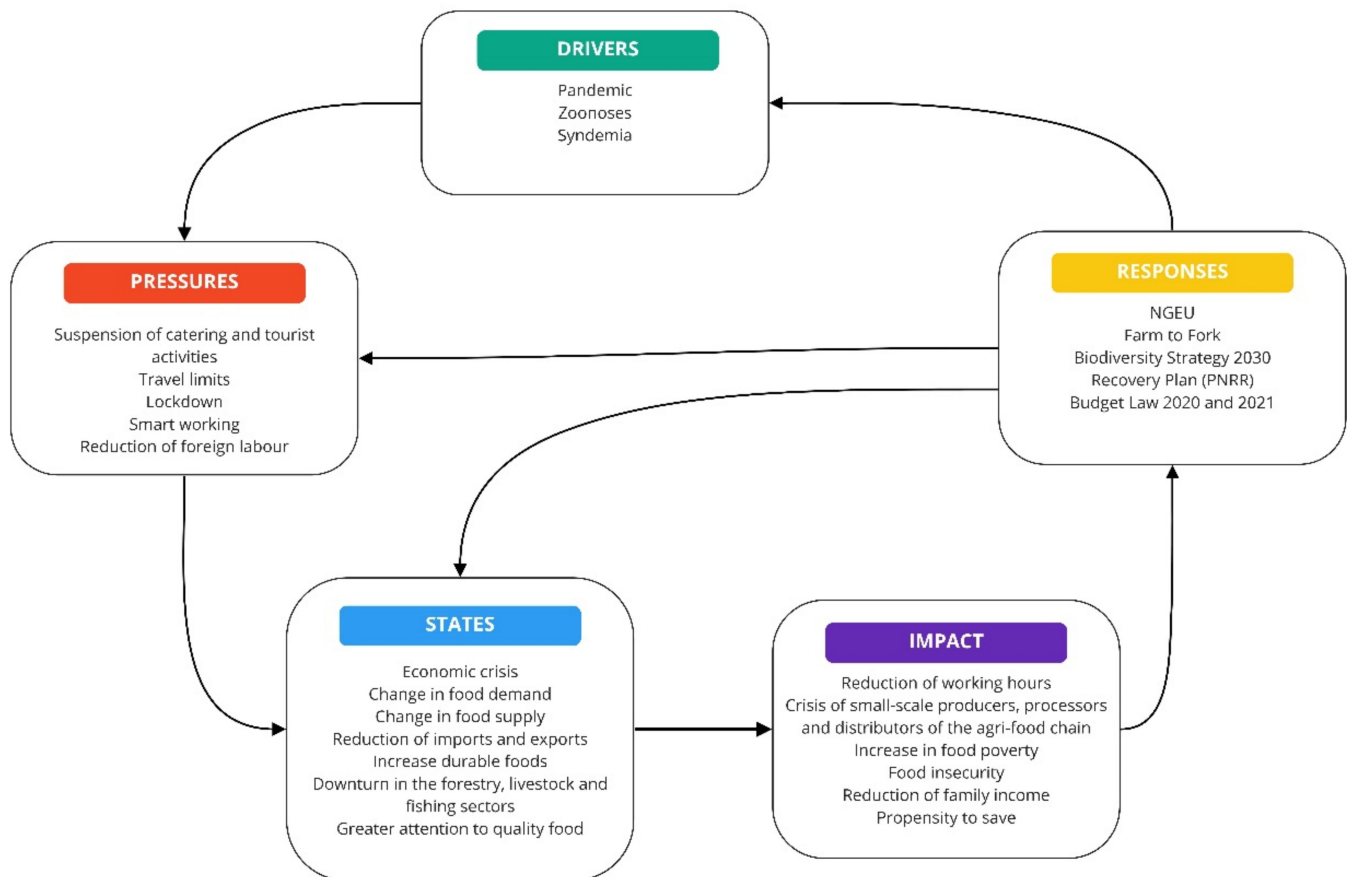 DRIVERS
Pandemic
Zoonoses
Syndemia
PRESSURES
Suspension of catering and tourist
activities
Travel limits
Lockdown
Smart working
Reduction of foreign labour
RESPONSES
NGEU
Farm to Fork
Biodiversity Strategy 2030
Recovery Plan (PNRR)
Budget Law 2020 and 2021
STATES
Economic crisis
Change in food demand
Change in food supply
Reduction of imports and exports
Increase durable foods
Downturn in the forestry, livestock and
fishing sectors
Greater attention to quality food
IMPACT
Reduction of working hours
Crisis of small-scale producers, processors
and distributors of the agri-food chain
Increase in food poverty
Food insecurity
Reduction of family income
Propensity to save